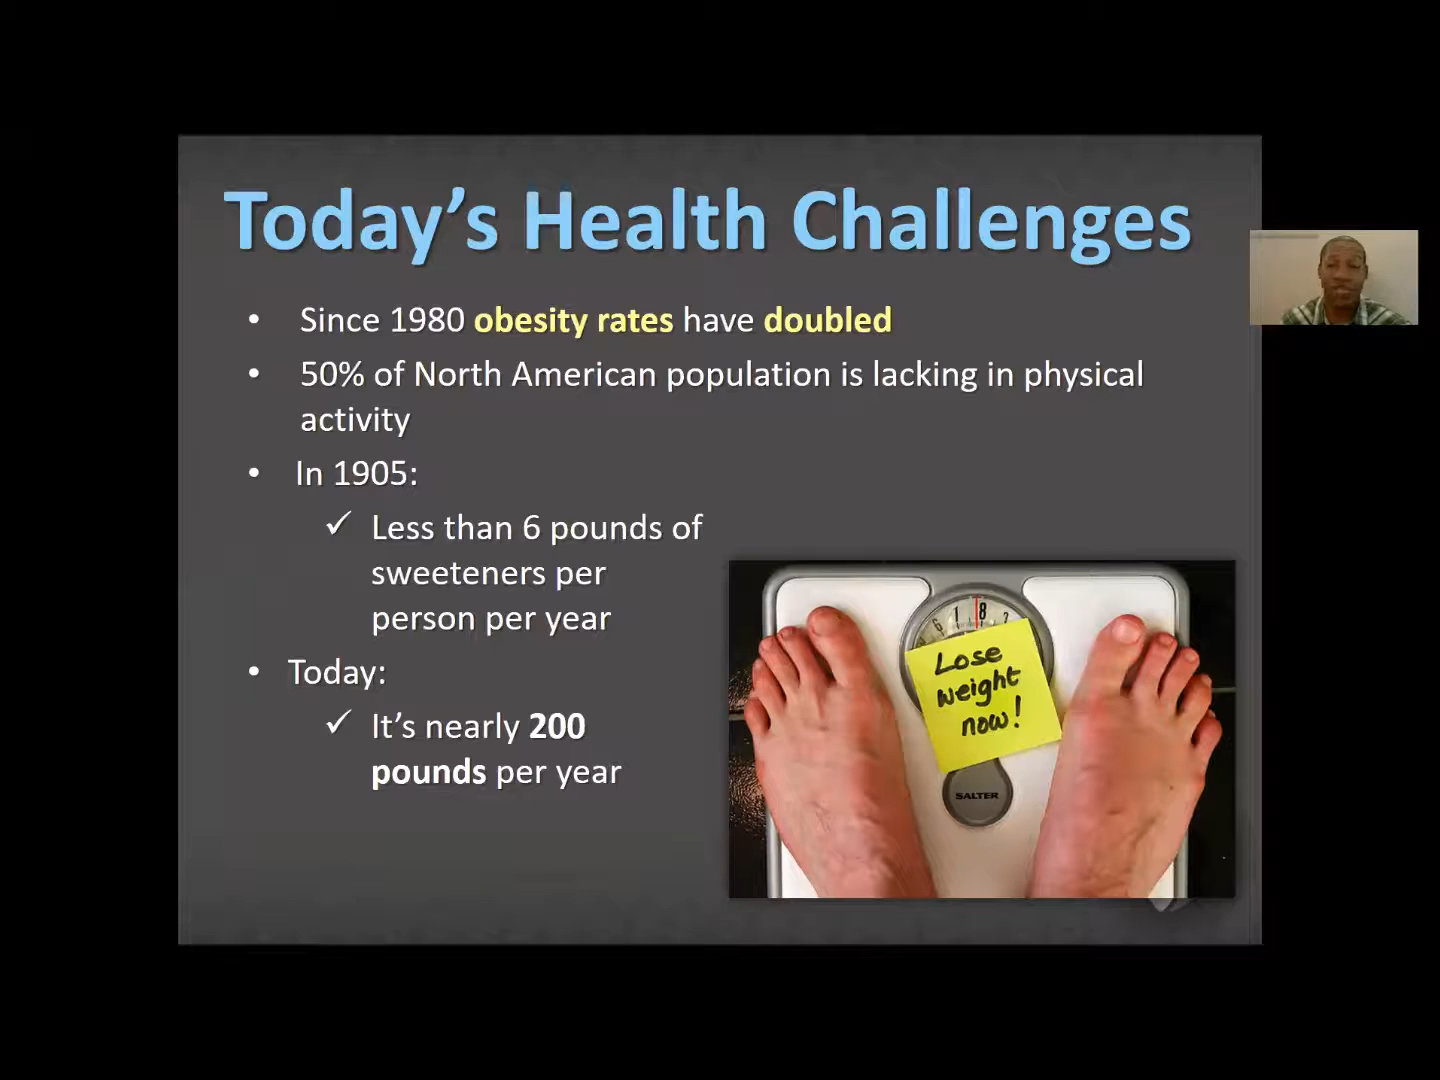 Today's Health Challenges
• Since 1980 obesity rates have doubled
• 50% of North American population is lacking in physical
activity
• In 1905:
✓ Less than 6 pounds of
sweeteners per
person per year
• Today:
✓ It's nearly 200
pounds per year
1 8
Lose
weight
now!
SALTER